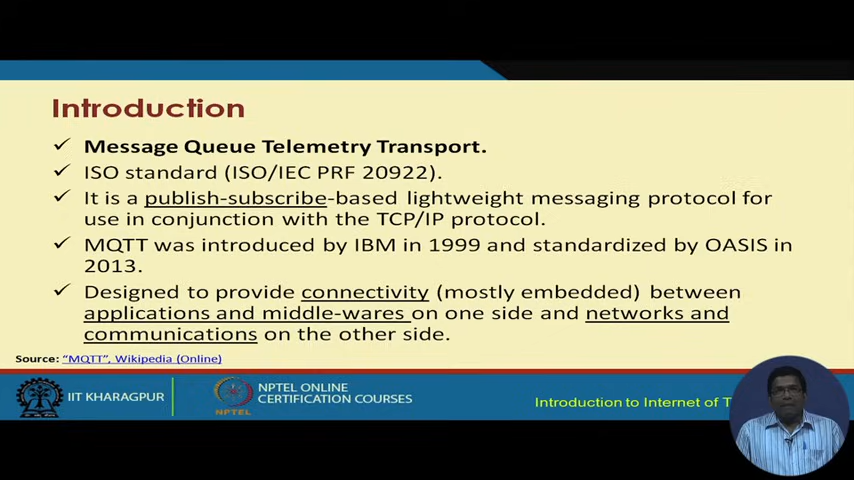 Introduction
✓ Message Queue Telemetry Transport.
✓ ISO standard (ISO/IEC PRF 20922).
✓ It is a publish-subscribe-based lightweight messaging protocol for
use in conjunction with the TCP/IP protocol.
✓ MQTT was introduced by IBM in 1999 and standardized by OASIS in
2013.
✓ Designed to provide connectivity (mostly embedded) between
applications and middle-wares on one side and networks and
communications on the other side.
Source: “MQTT”, Wikipedia (Online)
IIT KHARAGPUR
NPTEL
NPTEL ONLINE
CERTIFICATION COURSES
Introduction to Internet of